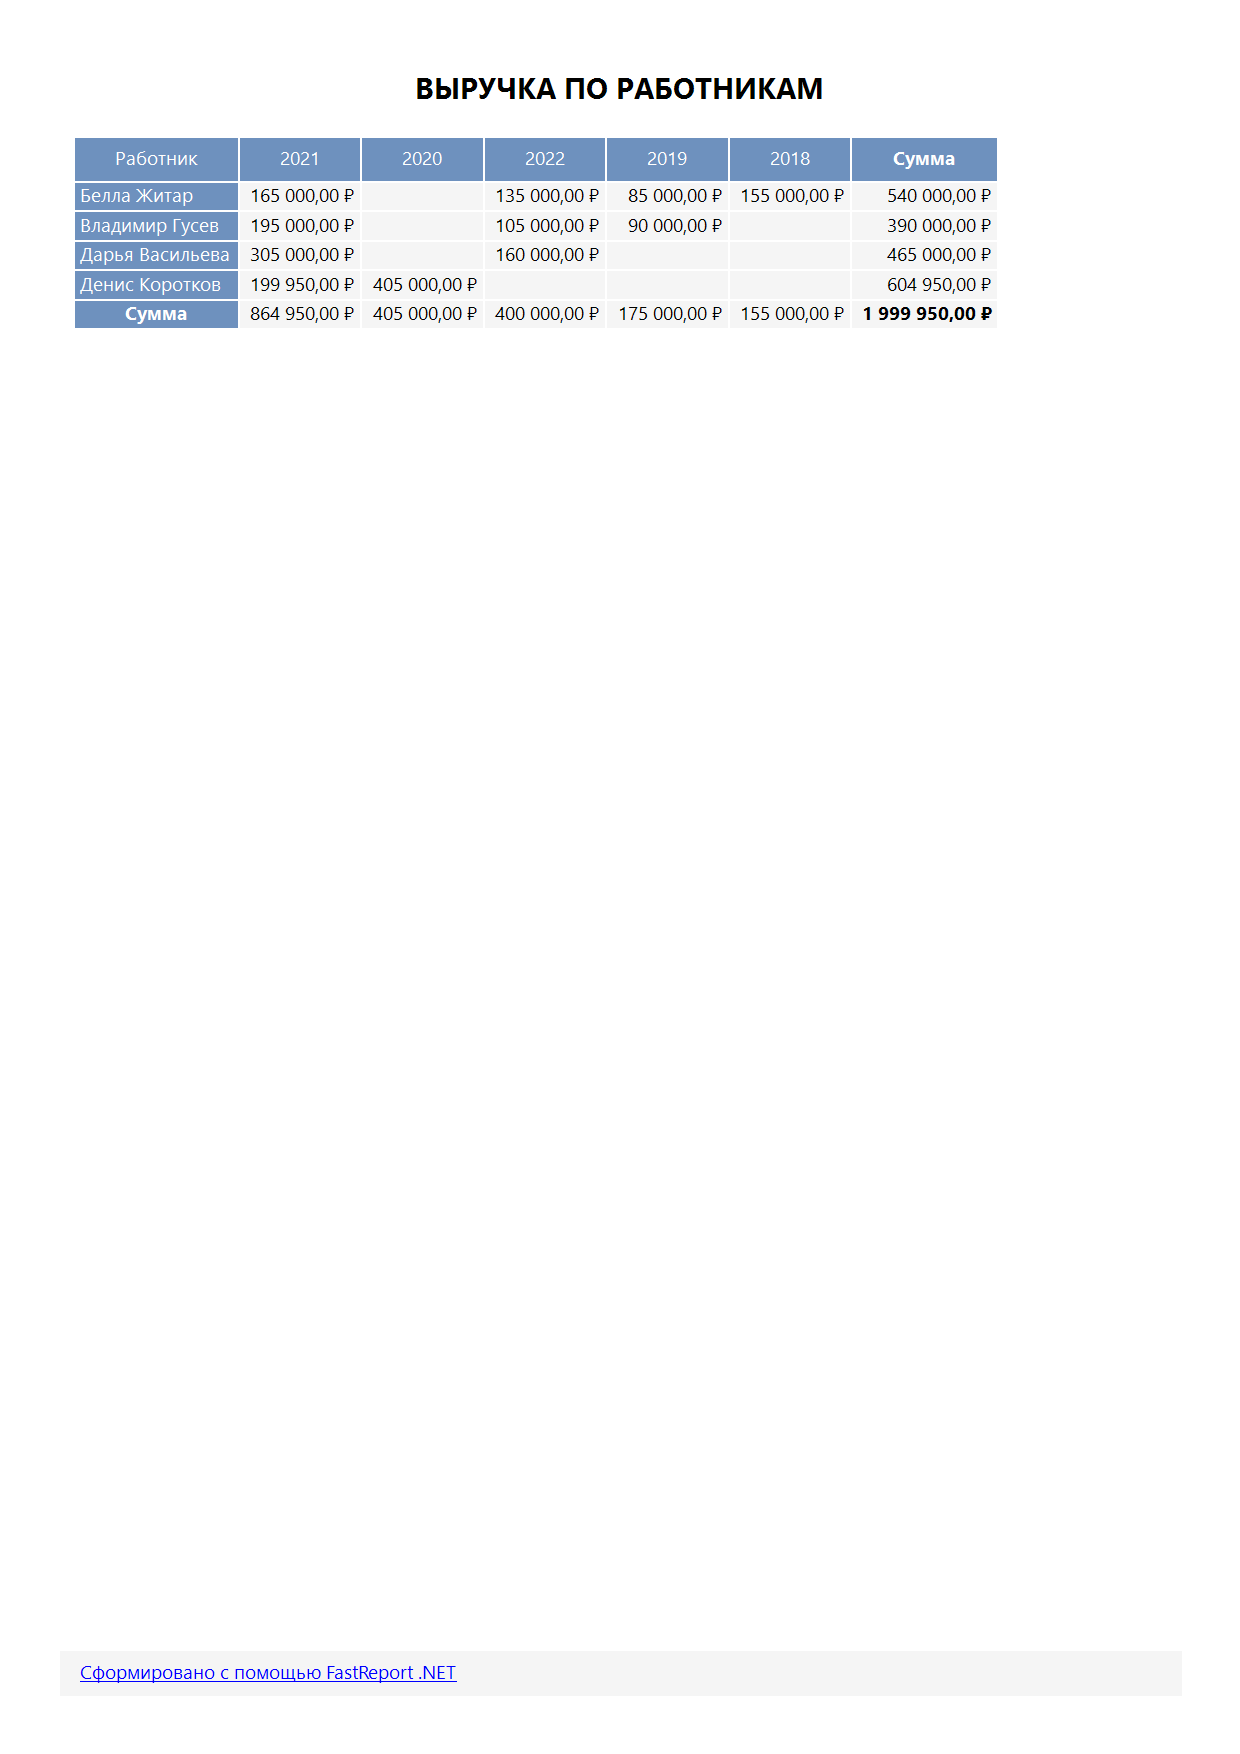 ВЫРУЧКА ПО РАБОТНИКАМ
Работник 2021 2020 2022 2019 2018 Сумма
Белла Житар 165 000,00 ₽ 135 000,00 ₽ 85 000,00 ₽ 155 000,00 ₽ 540 000,00 ₽
Владимир Гусев 195 000,00 ₽ 105 000,00 ₽ 90 000,00 ₽ 390 000,00 ₽
Дарья Васильева 305 000,00 ₽ 160 000,00 ₽ 465 000,00 ₽
Денис Коротков 199 950,00 ₽ 405 000,00 ₽ 604 950,00 ₽
Сумма 864 950,00 ₽ 405 000,00 ₽ 400 000,00 ₽ 175 000,00 ₽ 155 000,00 ₽ 1 999 950,00 ₽
Сформировано с помощью FastReport .NET